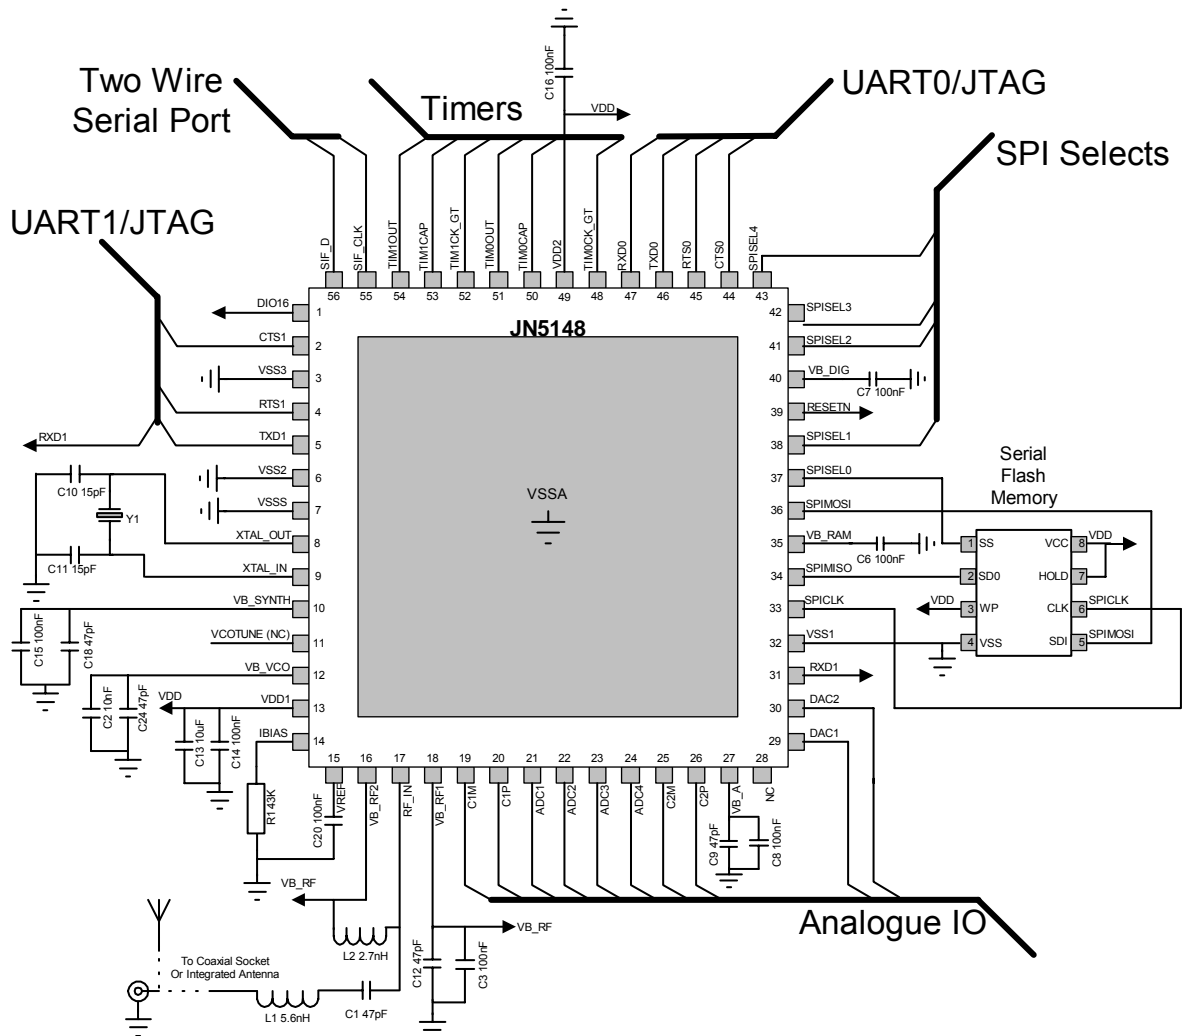 C16 100nF
Two Wire
Serial Port
Timers
VDD
UART0/JTAG
SPI Selects
UART1/JTAG
SIF_D
SIF_CLK
TIM1OUT
TIM1CAP
TIM1CK_GT
TIM0OUT
TIM0CAP
VDD2
TIM0CK_GT
RXD0
TXD0
RTS0
CTS0
SPISEL4
56
55
54
53
52
51
50
49
48
47
46
45
44
43
JN5148
DIO16
1
CTS1
2
VSS3
3
RTS1
4
RXD1
TXD1
5
VSS2
6
VSSS
7
C10 15pF
Y1
XTAL_OUT
8
C11 15pF
XTAL_IN
9
VB_SYNTH
10
C15 100nF
C18 47pF
VCOTUNE (NC)
11
VB_VCO
12
C2 10nF
C24 47pF
VDD
VDD1
13
C13 10uF
C14 100nF
IBIAS
14
VSSA
42
SPISEL3
41
SPISEL2
40
VB_DIG
C7 100nF
39
RESETN
38
SPISEL1
37
SPISEL0
36
SPIMOSI
35
VB_RAM
C6 100nF
34
SPIMISO
33
SPICLK
32
VSS1
31
RXD1
30
DAC2
29
DAC1
Serial
Flash
Memory
1
SS
VCC
8
VDD
2
SD0
HOLD
7
VDD
3
WP
CLK
6
SPICLK
4
VSS
SDI
5
SPIMOSI
15
16
17
18
19
20
21
22
23
24
25
26
27
28
VREF
VB_RF2
RF_IN
VB_RF1
C1M
C1P
ADC1
ADC2
ADC3
ADC4
C2M
C2P
VB_A
NC
R1 43K
C20 100nF
C9 47pF
C8 100nF
VB_RF
L2 2.7nH
C12 47pF
C3 100nF
VB_RF
Analogue IO
To Coaxial Socket
Or Integrated Antenna
L1 5.6nH
C1 47pF